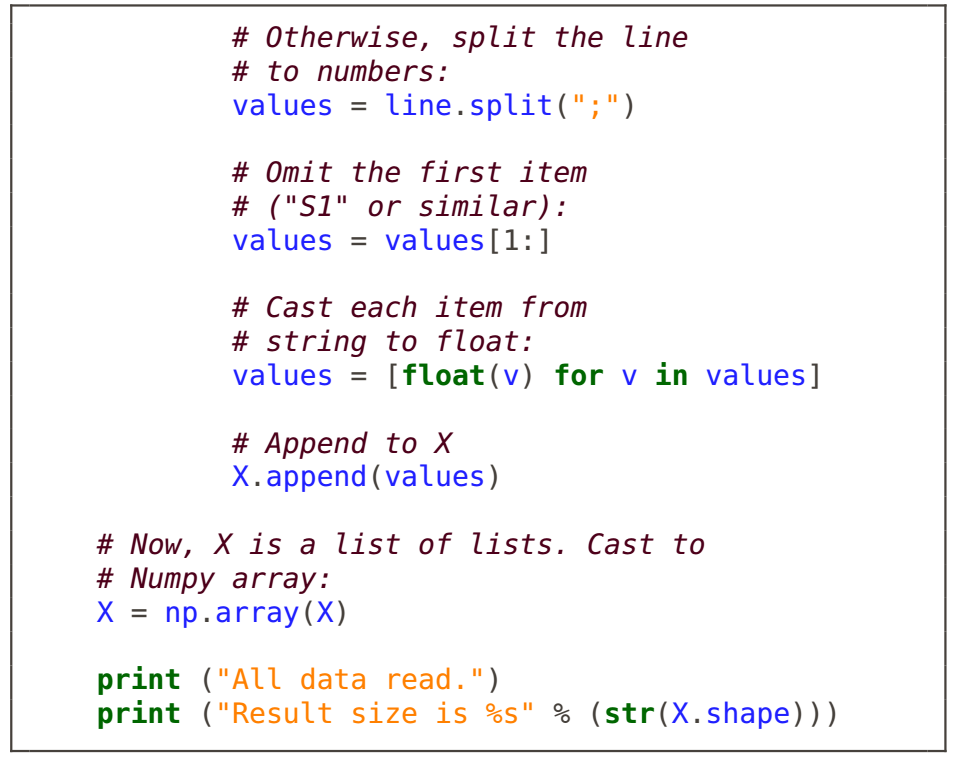 # Otherwise, split the line
# to numbers:
values = line.split(";")
# Omit the first item
# ("S1" or similar):
values = values[1:]
# Cast each item from
# string to float:
values = [float(v) for v in values]
# Append to X
X.append(values)
# Now, X is a list of lists. Cast to
# Numpy array:
X = np.array(X)
print ("All data read.")
print ("Result size is %s" % (str(X.shape)))